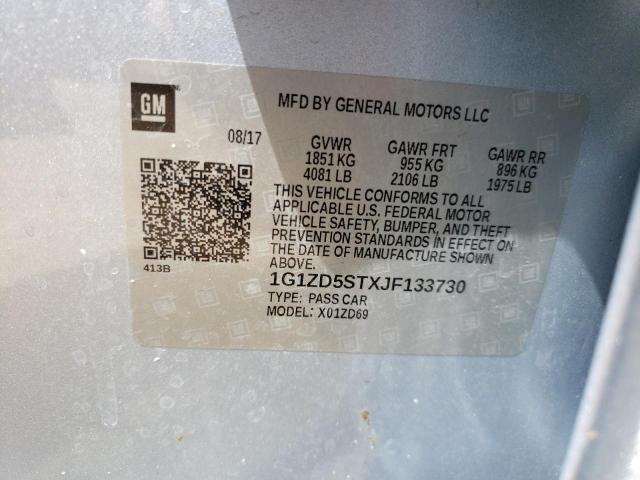 GM
MFD BY GENERAL MOTORS LLC
08/17
GVWR GAWR FRT GAWR RR
1851 KG 955 KG 896 KG
4081 LB 2106 LB 1975 LB
THIS VEHICLE CONFORMS TO ALL
APPLICABLE U.S. FEDERAL MOTOR
VEHICLE SAFETY, BUMPER, AND THEFT
PREVENTION STANDARDS IN EFFECT ON
THE DATE OF MANUFACTURE SHOWN
ABOVE.
413B
1G1ZD5STXJF133730
TYPE: PASS CAR
MODEL: X01ZD69